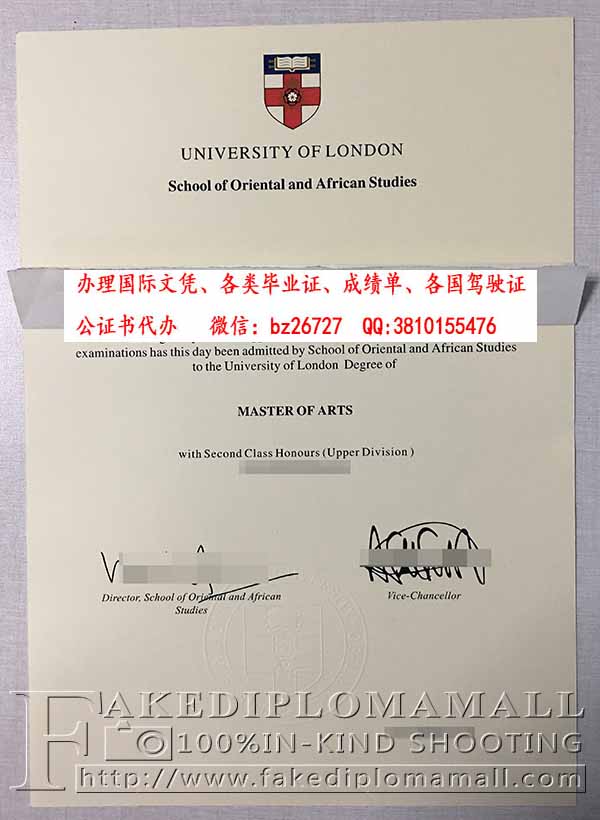 UNIVERSITY OF LONDON
School of Oriental and African Studies
办理国际文凭、各类毕业证、成绩单、各国驾驶证
公证书代办 微信：bz26727 QQ:3810155476
examinations has this day been admitted by School of Oriental and African Studies
to the University of London Degree of
MASTER OF ARTS
with Second Class Honours (Upper Division )
Director, School of Oriental and African
Studies
Vice-Chancellor
FAKEDIPLOMAMALL
100%IN-KIND SHOOTING
http://www.fakediplomamall.com/